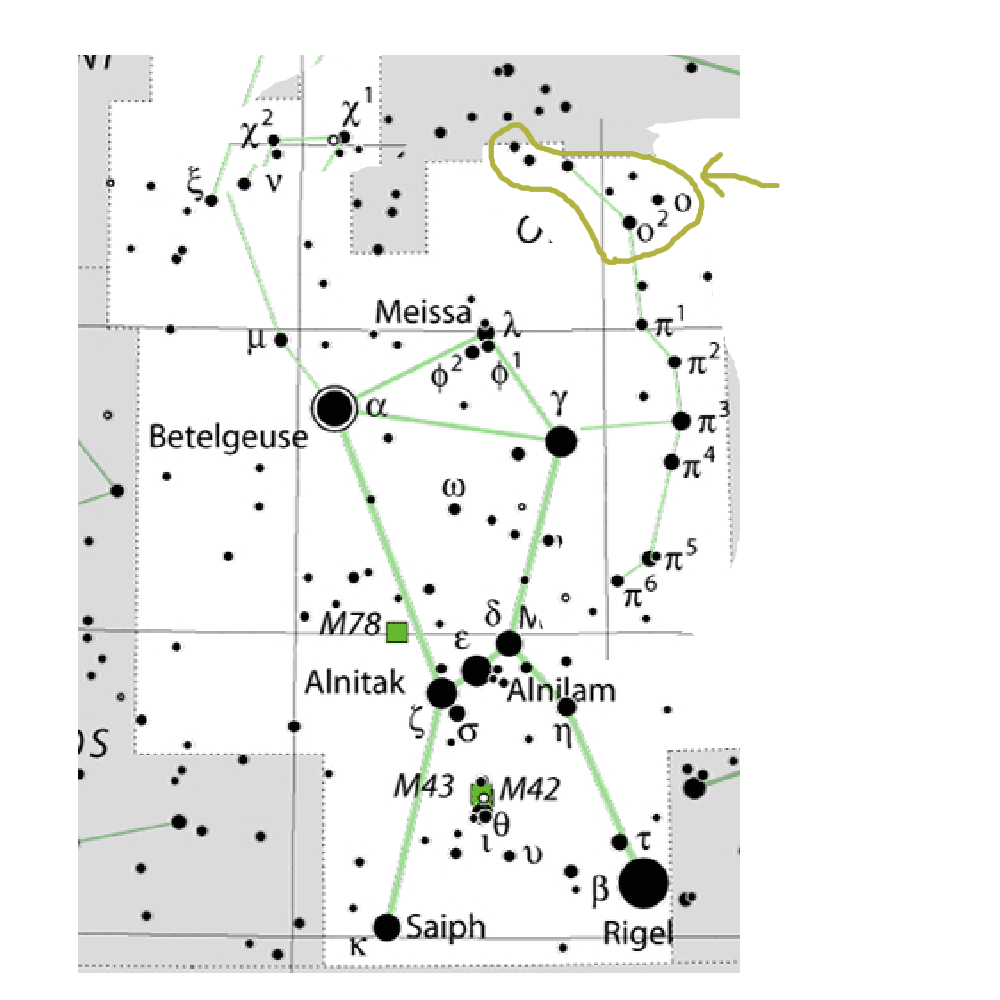 χ² χ¹
ξ ν
ο
ο²
Meissa λ π¹
μ φ² φ¹ π²
α γ π³
Betelgeuse π⁴
ω
π⁵
π⁶
M78 δ
ε
Alnitak Alnilam
ζ σ η
M43 M42
θ
ι υ τ
β
κ Saiph Rigel